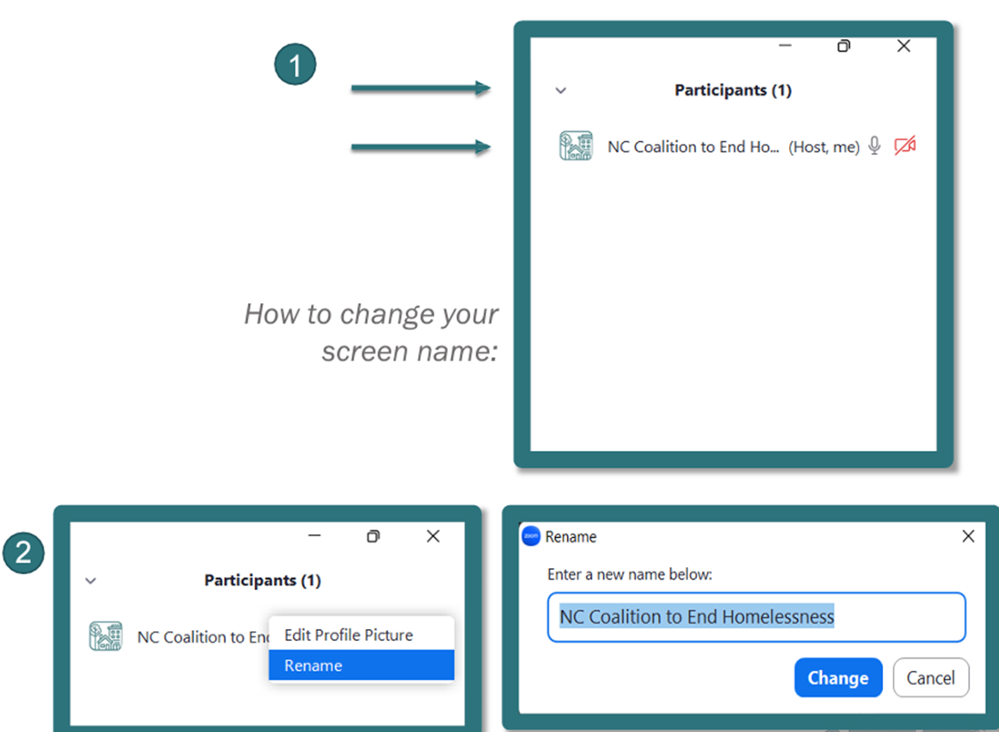 1
Participants (1)
NC Coalition to End Ho... (Host, me)
How to change your
screen name:
2
Participants (1)
NC Coalition to End
Edit Profile Picture
Rename
zoom Rename
Enter a new name below:
NC Coalition to End Homelessness
Change Cancel